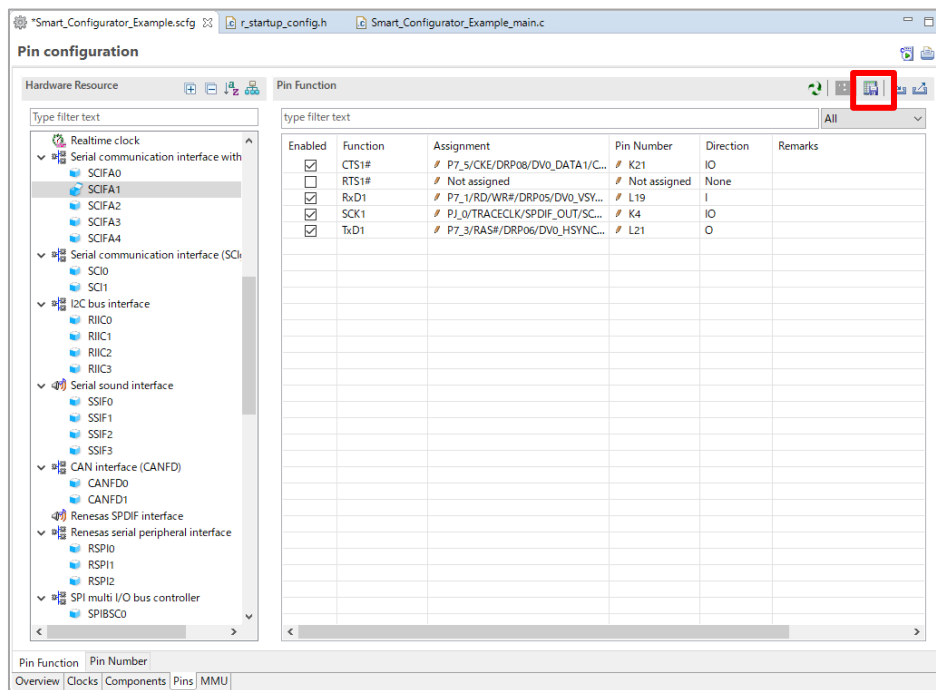 *Smart_Configurator_Example.scfg
r_startup_config.h
Smart_Configurator_Example_main.c
Pin configuration
Hardware Resource
Pin Function
Type filter text
type filter text
All
Realtime clock
Serial communication interface with
SCIFA0
SCIFA1
SCIFA2
SCIFA3
SCIFA4
Serial communication interface (SCI
SCI0
SCI1
I2C bus interface
RIIC0
RIIC1
RIIC2
RIIC3
Serial sound interface
SSIF0
SSIF1
SSIF2
SSIF3
CAN interface (CANFD)
CANFD0
CANFD1
Renesas SPDIF interface
Renesas serial peripheral interface
RSPI0
RSPI1
RSPI2
SPI multi I/O bus controller
SPIBSC0
Enabled Function Assignment Pin Number Direction Remarks
CTS1# P7_5/CKE/DRP08/DV0_DATA1/C... K21 IO
RTS1# Not assigned Not assigned None
RxD1 P7_1/RD/WR#/DRP05/DV0_VSY... L19 I
SCK1 PJ_0/TRACECLK/SPDIF_OUT/SC... K4 IO
TxD1 P7_3/RAS#/DRP06/DV0_HSYNC... L21 O
Pin Function Pin Number
Overview Clocks Components Pins MMU